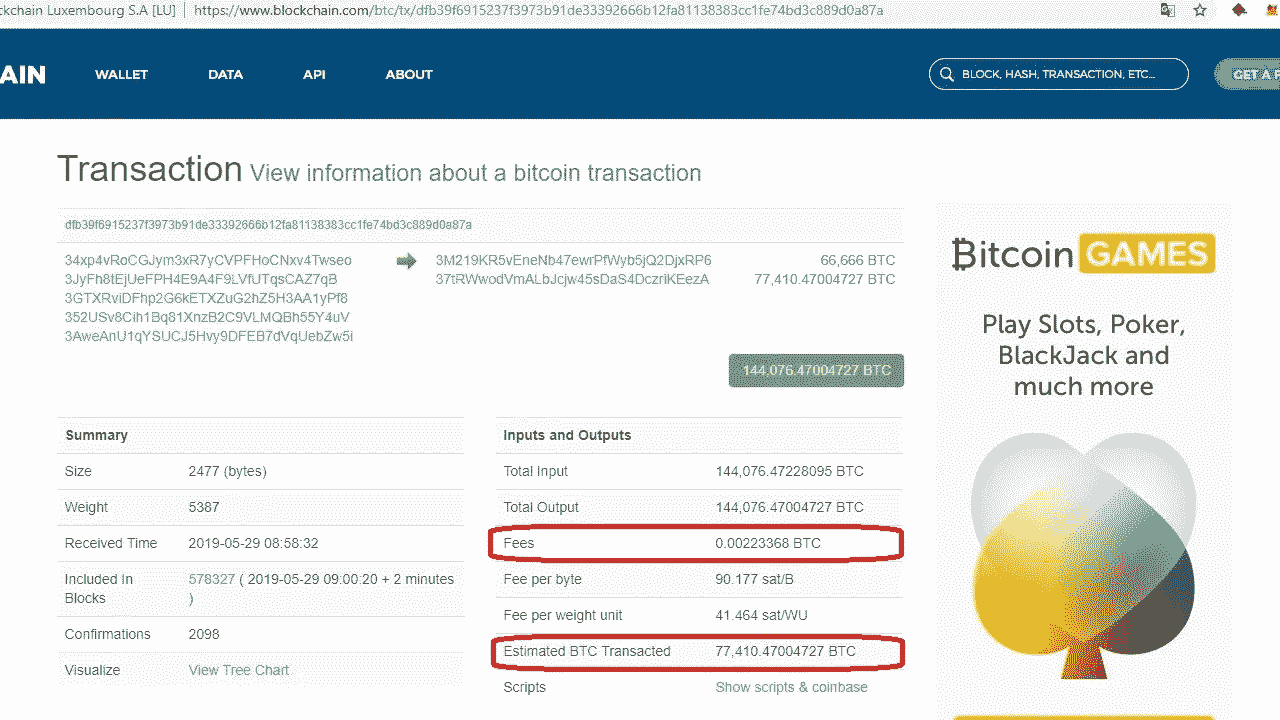 ckchain Luxembourg S.A [LU] | https://www.blockchain.com/btc/tx/dfb39f6915237f3973b91de33392666b12fa81138383cc1fe74bd3c889d0a87a
AIN WALLET DATA API ABOUT BLOCK, HASH, TRANSACTION, ETC... GET A F
Transaction View information about a bitcoin transaction
dfb39f6915237f3973b91de33392666b12fa81138383cc1fe74bd3c889d0a87a
34xp4vRoCGJym3xR7yCVPFHoCNxv4Twseo 3M219KR5vEneNb47ewrPfWyb5jQ2DjxRP6 66,666 BTC
3JyFh8tEjUeFPH4E9A4F9LVfUTqsCAZ7qB 37tRWwodVmALbJcjw45sDaS4DczriKEezA 77,410.47004727 BTC
3GTXRviDFhp2G6kETXZuG2hZ5H3AA1yPf8
352USv8Cih1Bq81XnzB2C9VLMQBh55Y4uV
3AweAnU1qYSUCJ5Hvy9DFEB7dVqUebZw5i
144,076.47004727 BTC
Summary
Size 2477 (bytes)
Weight 5387
Received Time 2019-05-29 08:58:32
Included In Blocks 578327 ( 2019-05-29 09:00:20 + 2 minutes )
Confirmations 2098
Visualize View Tree Chart
Inputs and Outputs
Total Input 144,076.47228095 BTC
Total Output 144,076.47004727 BTC
Fees 0.00223368 BTC
Fee per byte 90.177 sat/B
Fee per weight unit 41.464 sat/WU
Estimated BTC Transacted 77,410.47004727 BTC
Scripts Show scripts & coinbase
Bitcoin GAMES
Play Slots, Poker,
BlackJack and
much more